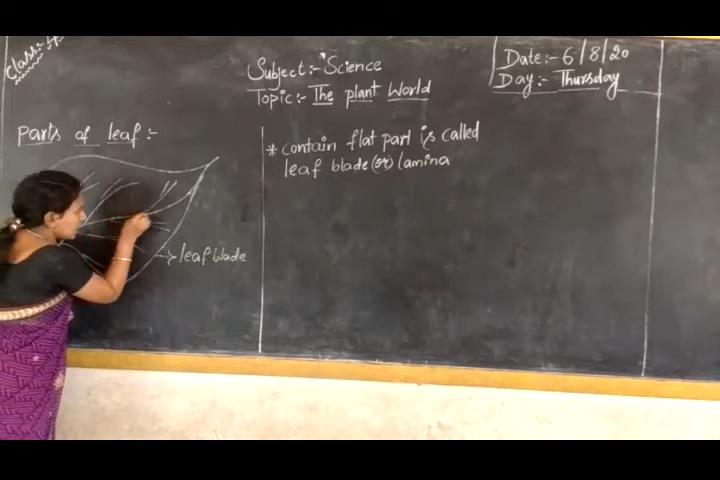 Class:- 4
Subject:- Science
Topic:- The plant World
Date:- 6/8/20
Day:- Thursday
Parts of leaf:-
leaf blade
* contain flat part is called
leaf blade (or) lamina